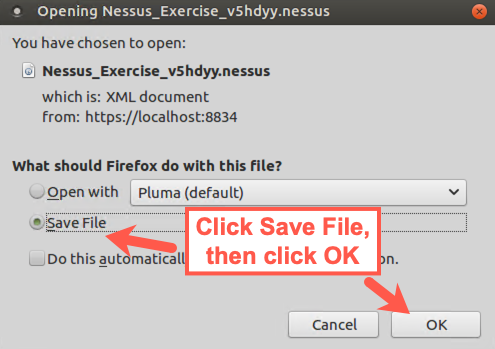 Opening Nessus_Exercise_v5hdyy.nessus
You have chosen to open:
Nessus_Exercise_v5hdyy.nessus
which is: XML document
from: https://localhost:8834
What should Firefox do with this file?
Open with Pluma (default)
Save File
Click Save File,
then click OK
Do this automaticall on.
Cancel OK